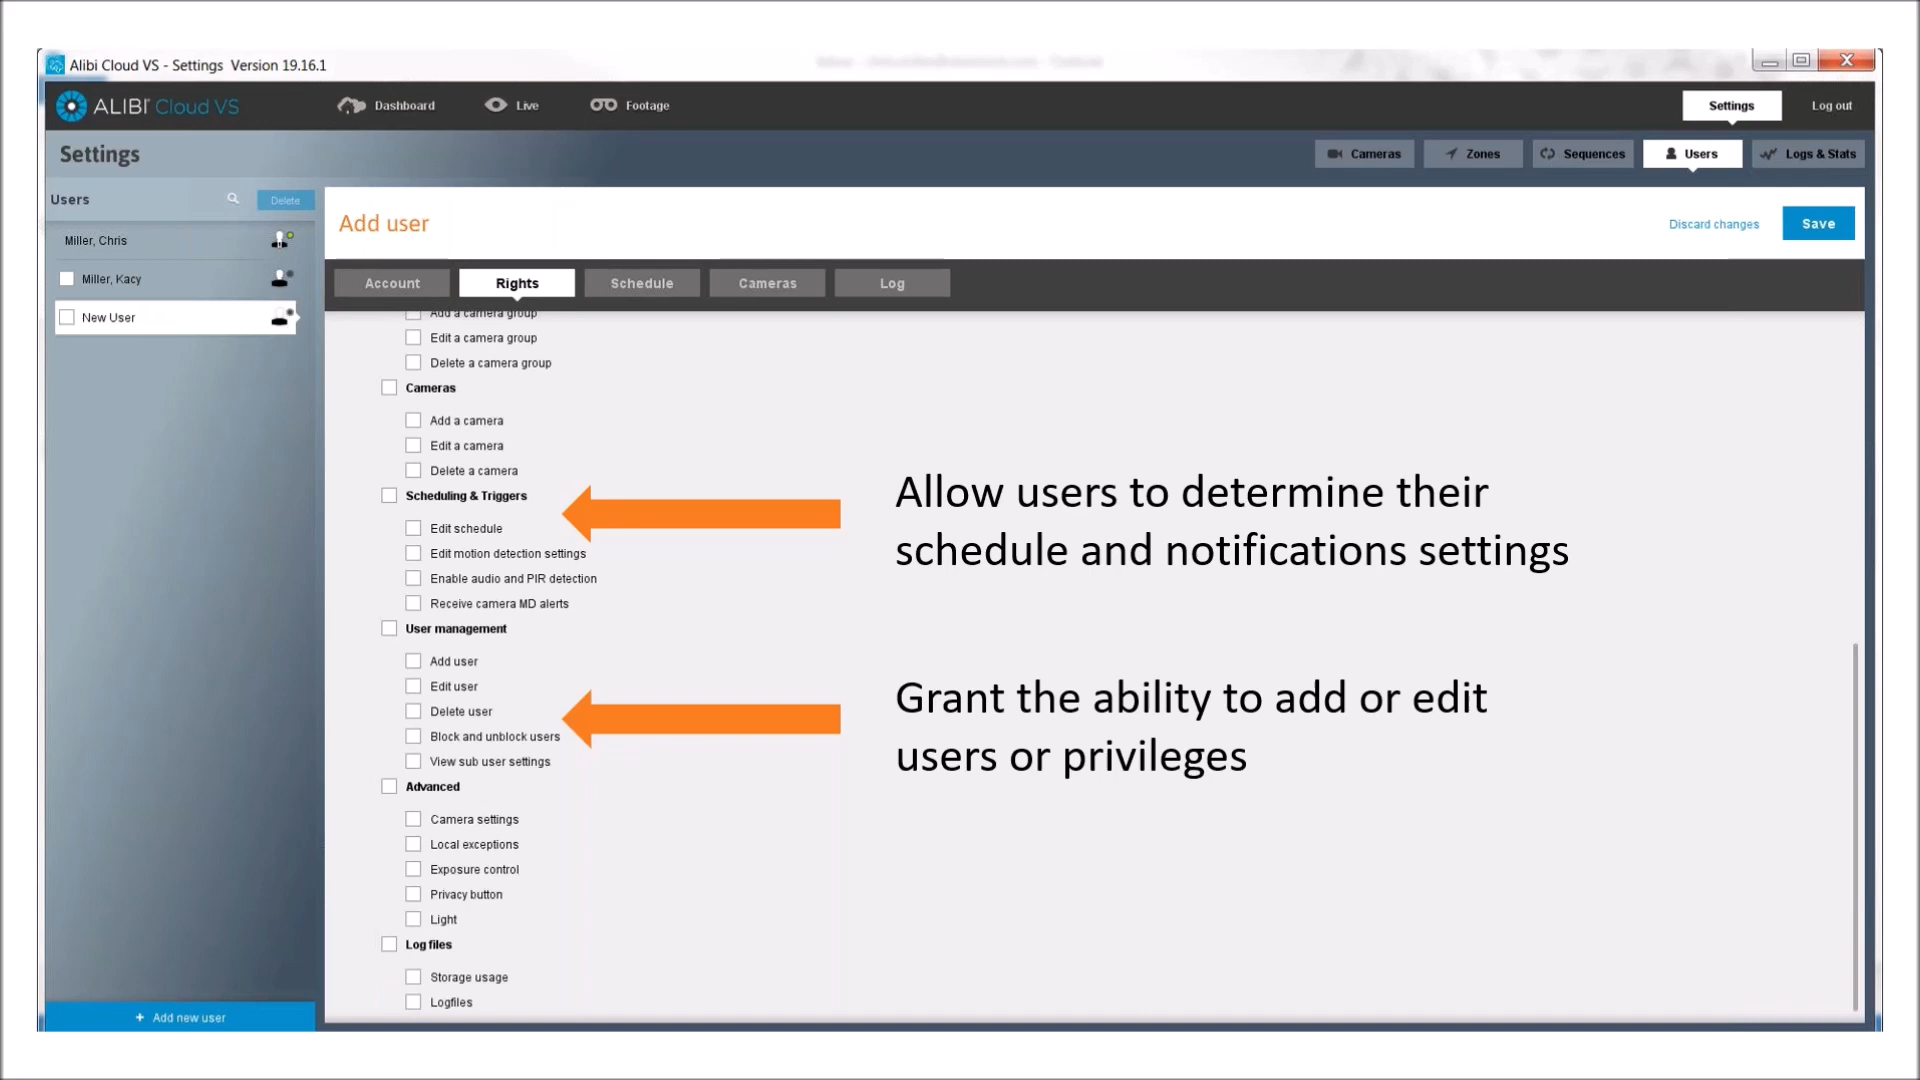 Alibi Cloud VS - Settings Version 19.16.1
ALIBI Cloud VS
Dashboard
Live
Footage
Settings
Log out
Settings
Cameras
Zones
Sequences
Users
Logs & Stats
Users
Delete
Miller, Chris
Miller, Kacy
New User
Add new user
Add user
Discard changes
Save
Account
Rights
Schedule
Cameras
Log
Add a camera group
Edit a camera group
Delete a camera group
Cameras
Add a camera
Edit a camera
Delete a camera
Scheduling & Triggers
Edit schedule
Edit motion detection settings
Enable audio and PIR detection
Receive camera MD alerts
User management
Add user
Edit user
Delete user
Block and unblock users
View sub user settings
Advanced
Camera settings
Local exceptions
Exposure control
Privacy button
Light
Log files
Storage usage
Logfiles
Allow users to determine their
schedule and notifications settings
Grant the ability to add or edit
users or privileges